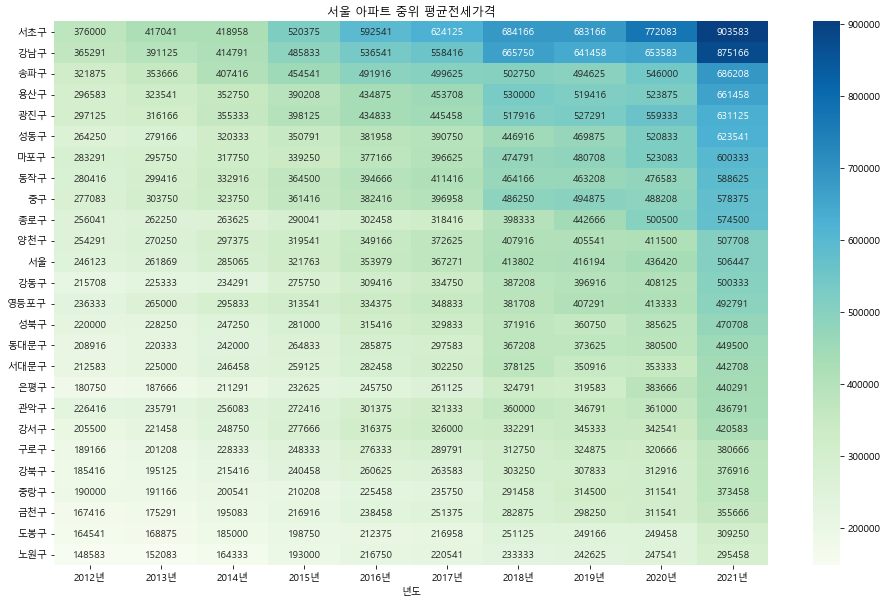 서울 아파트 중위 평균전세가격
서초구 376000 417041 418958 520375 592541 624125 684166 683166 772083 903583
강남구 365291 391125 414791 485833 536541 558416 665750 641458 653583 875166
송파구 321875 353666 407416 454541 491916 499625 502750 494625 546000 686208
용산구 296583 323541 352750 390208 434875 453708 530000 519416 523875 661458
광진구 297125 316166 355333 398125 434833 445458 517916 527291 559333 631125
성동구 264250 279166 320333 350791 381958 390750 446916 469875 520833 623541
마포구 283291 295750 317750 339250 377166 396625 474791 480708 523083 600333
동작구 280416 299416 332916 364500 394666 411416 464166 463208 476583 588625
중구 277083 303750 323750 361416 382416 396958 486250 494875 488208 578375
종로구 256041 262250 263625 290041 302458 318416 398333 442666 500500 574500
양천구 254291 270250 297375 319541 349166 372625 407916 405541 411500 507708
서울 246123 261869 285065 321763 353979 367271 413802 416194 436420 506447
강동구 215708 225333 234291 275750 309416 334750 387208 396916 408125 500333
영등포구 236333 265000 295833 313541 334375 348833 381708 407291 413333 492791
성북구 220000 228250 247250 281000 315416 329833 371916 360750 385625 470708
동대문구 208916 220333 242000 264833 285875 297583 367208 373625 380500 449500
서대문구 212583 225000 246458 259125 282458 302250 378125 350916 353333 442708
은평구 180750 187666 211291 232625 245750 261125 324791 319583 383666 440291
관악구 226416 235791 256083 272416 301375 321333 360000 346791 361000 436791
강서구 205500 221458 248750 277666 316375 326000 332291 345333 342541 420583
구로구 189166 201208 228333 248333 276333 289791 312750 324875 320666 380666
강북구 185416 195125 215416 240458 260625 263583 303250 307833 312916 376916
중랑구 190000 191166 200541 210208 225458 235750 291458 314500 311541 373458
금천구 167416 175291 195083 216916 238458 251375 282875 298250 311541 355666
도봉구 164541 168875 185000 198750 212375 216958 251125 249166 249458 309250
노원구 148583 152083 164333 193000 216750 220541 233333 242625 247541 295458
2012년 2013년 2014년 2015년 2016년 2017년 2018년 2019년 2020년 2021년
년도
900000
800000
700000
600000
500000
400000
300000
200000